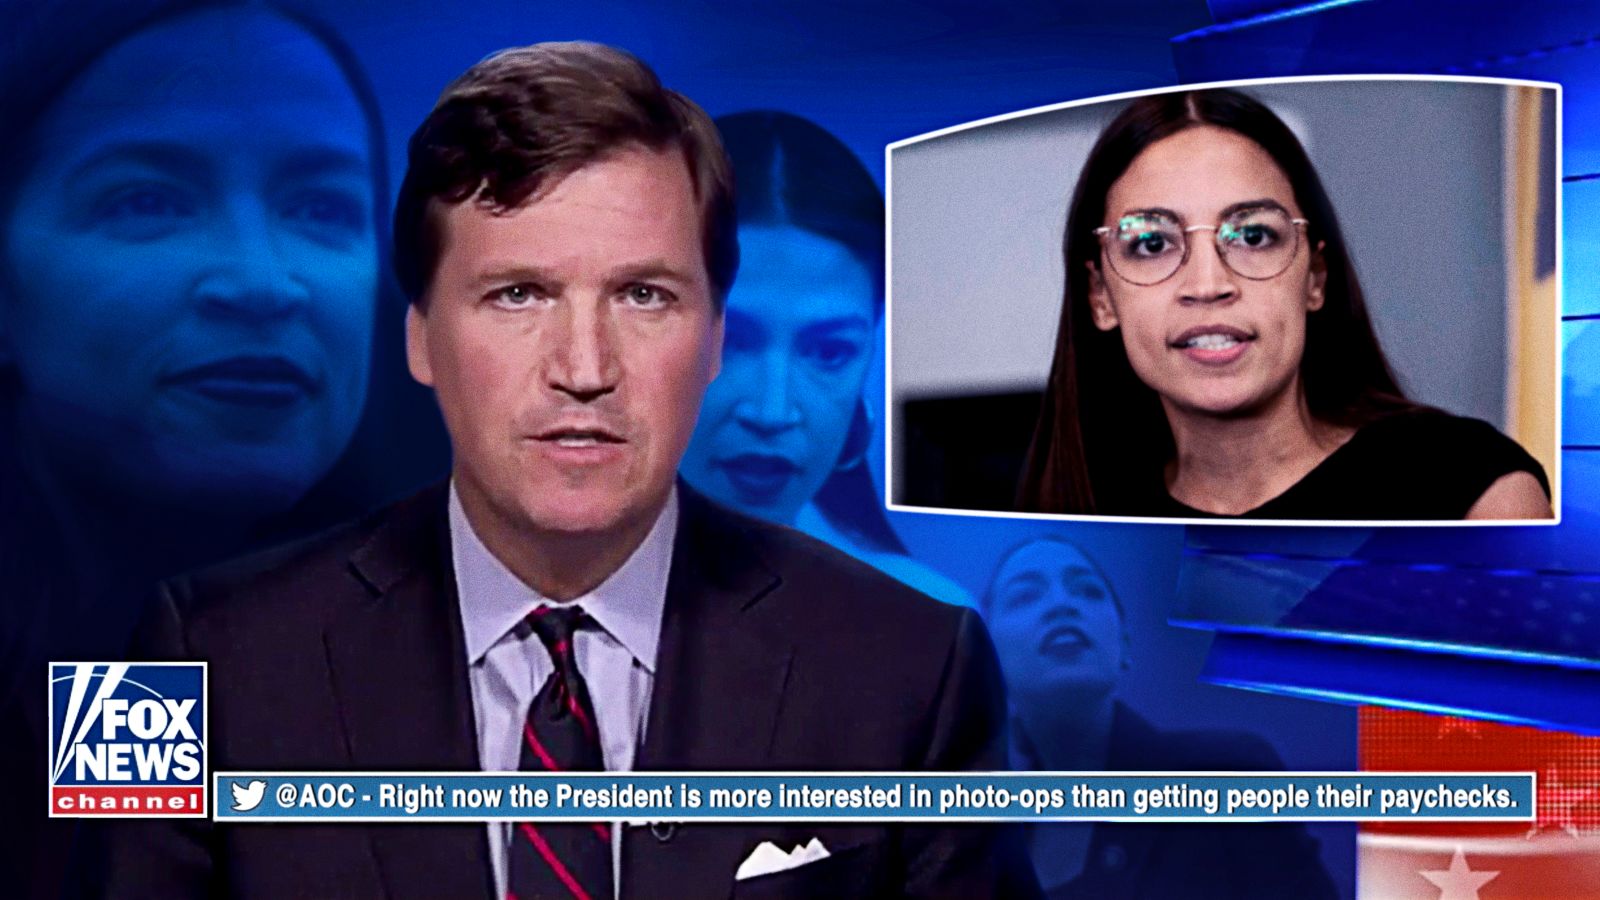 FOX
NEWS
channel
@AOC - Right now the President is more interested in photo-ops than getting people their paychecks.